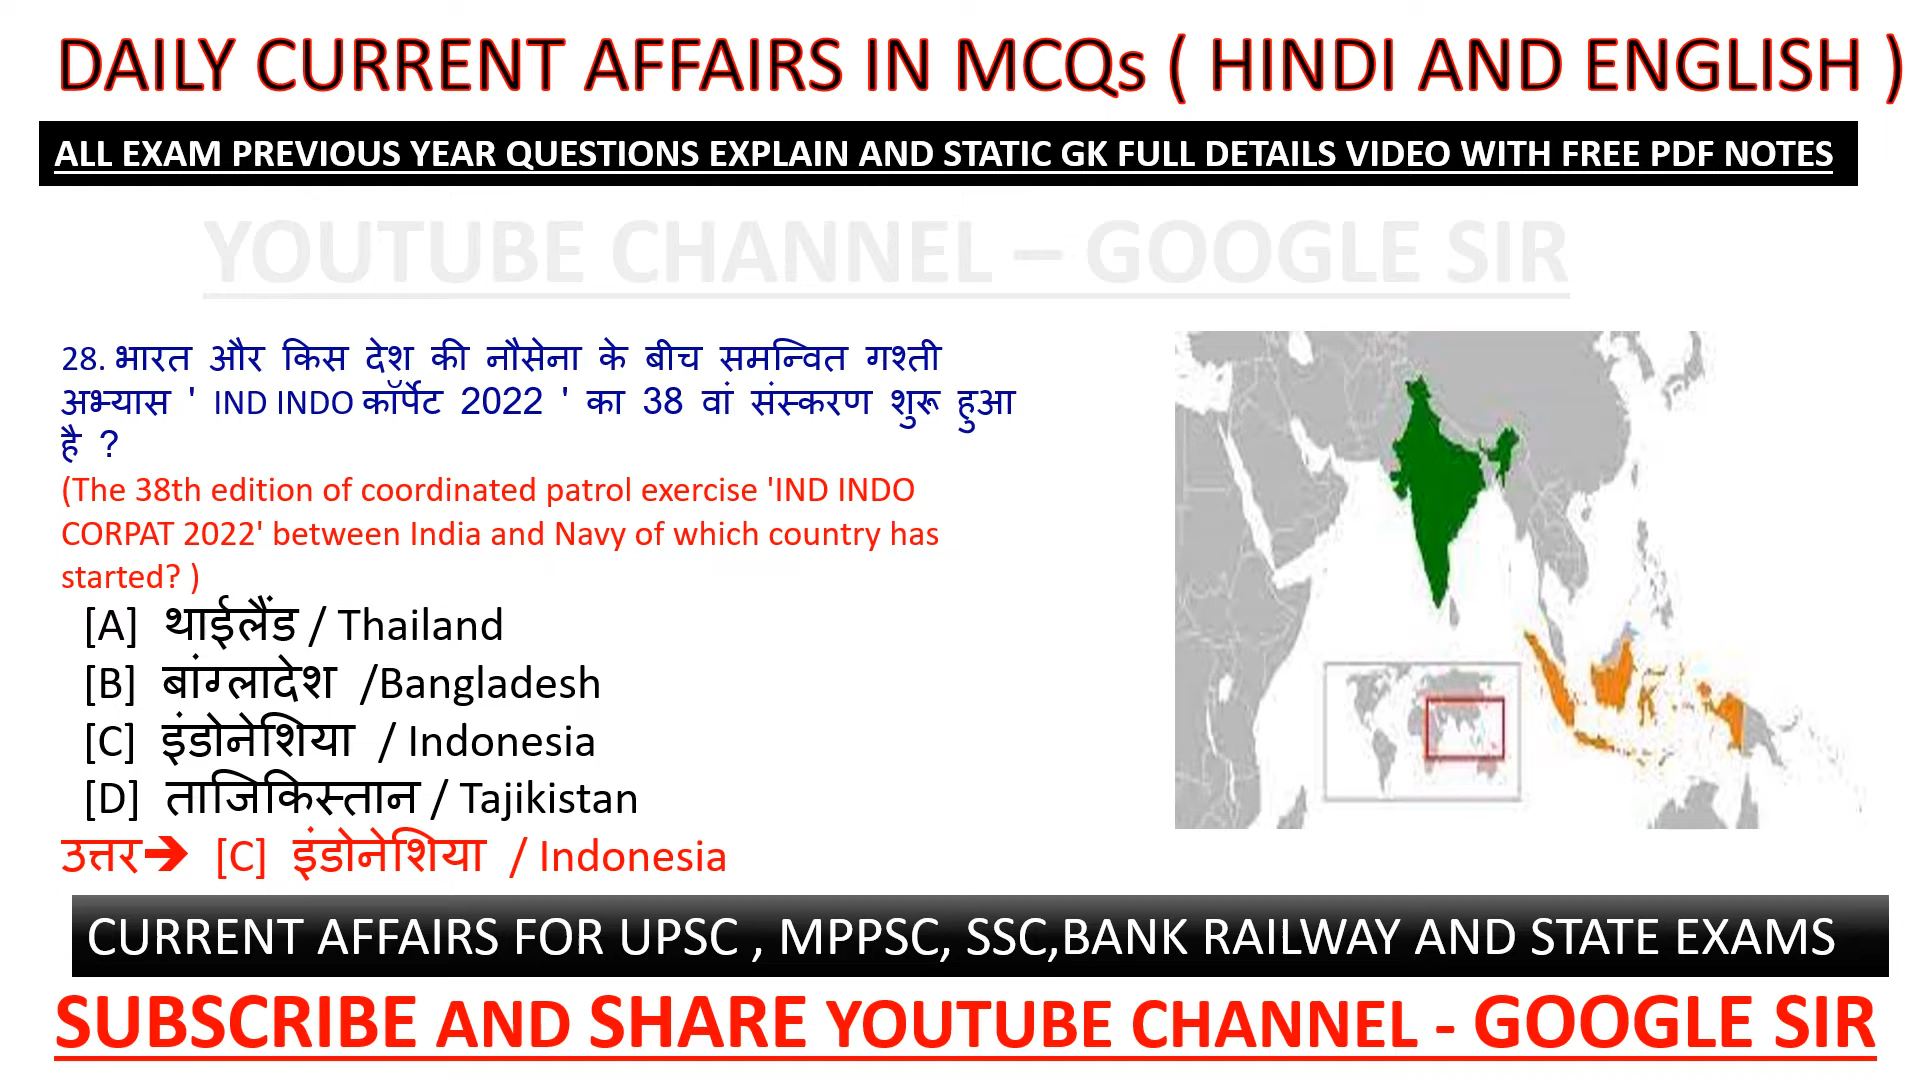 DAILY CURRENT AFFAIRS IN MCQs ( HINDI AND ENGLISH )
ALL EXAM PREVIOUS YEAR QUESTIONS EXPLAIN AND STATIC GK FULL DETAILS VIDEO WITH FREE PDF NOTES
YOUTUBE CHANNEL – GOOGLE SIR
28. भारत और किस देश की नौसेना के बीच समन्वित गश्ती
अभ्यास ' IND INDO कॉर्पेट 2022 ' का 38 वां संस्करण शुरू हुआ
है ?
(The 38th edition of coordinated patrol exercise 'IND INDO
CORPAT 2022' between India and Navy of which country has
started? )
[A] थाईलैंड / Thailand
[B] बांग्लादेश /Bangladesh
[C] इंडोनेशिया / Indonesia
[D] ताजिकिस्तान / Tajikistan
उत्तर➔ [C] इंडोनेशिया / Indonesia
CURRENT AFFAIRS FOR UPSC , MPPSC, SSC,BANK RAILWAY AND STATE EXAMS
SUBSCRIBE AND SHARE YOUTUBE CHANNEL - GOOGLE SIR